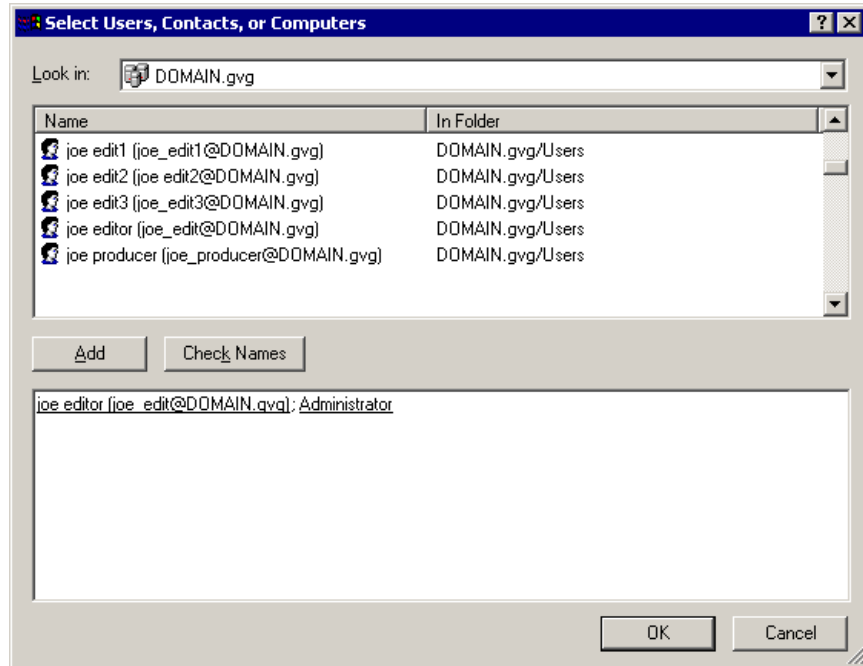 Select Users, Contacts, or Computers
Look in: DOMAIN.gvg
Name In Folder
joe edit1 (joe_edit1@DOMAIN.gvg) DOMAIN.gvg/Users
joe edit2 (joe edit2@DOMAIN.gvg) DOMAIN.gvg/Users
joe edit3 (joe_edit3@DOMAIN.gvg) DOMAIN.gvg/Users
joe editor (joe_edit@DOMAIN.gvg) DOMAIN.gvg/Users
joe producer (joe_producer@DOMAIN.gvg) DOMAIN.gvg/Users
Add Check Names
joe editor (joe_edit@DOMAIN.gvg); Administrator
OK Cancel